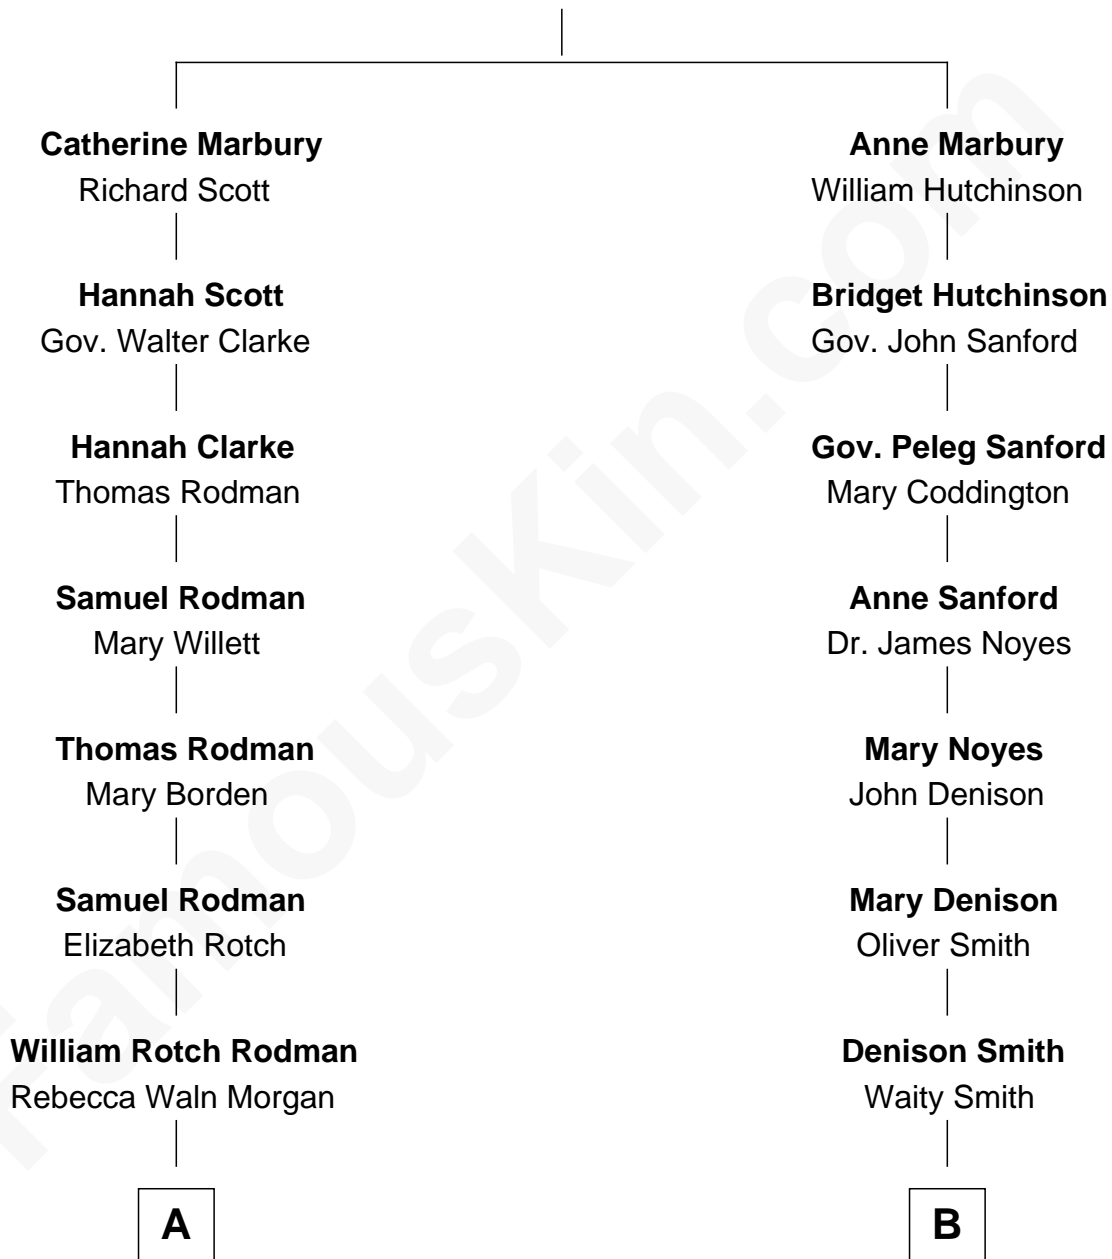 Catherine Marbury
Richard Scott
Hannah Scott
Gov. Walter Clarke
Hannah Clarke
Thomas Rodman
Samuel Rodman
Mary Willett
Thomas Rodman
Mary Borden
Samuel Rodman
Elizabeth Rotch
William Rotch Rodman
Rebecca Waln Morgan
A
Anne Marbury
William Hutchinson
Bridget Hutchinson
Gov. John Sanford
Gov. Peleg Sanford
Mary Coddington
Anne Sanford
Dr. James Noyes
Mary Noyes
John Denison
Mary Denison
Oliver Smith
Denison Smith
Waity Smith
B
FamousKin.com